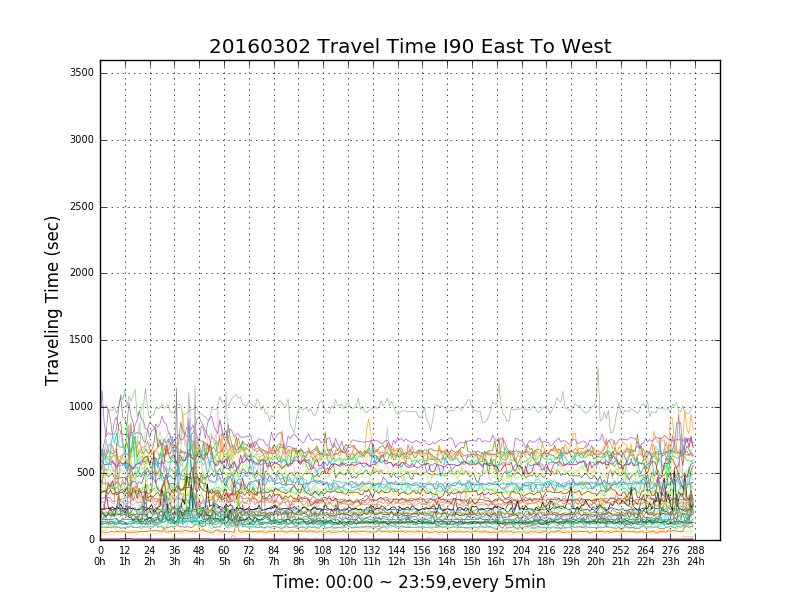 20160302 Travel Time I90 East To West
3500
3000
2500
2000
1500
1000
500
0
Traveling Time (sec)
0 12 24 36 48 60 72 84 96 108 120 132 144 156 168 180 192 204 216 228 240 252 264 276 288
0h 1h 2h 3h 4h 5h 6h 7h 8h 9h 10h 11h 12h 13h 14h 15h 16h 17h 18h 19h 20h 21h 22h 23h 24h
Time: 00:00 ~ 23:59,every 5min